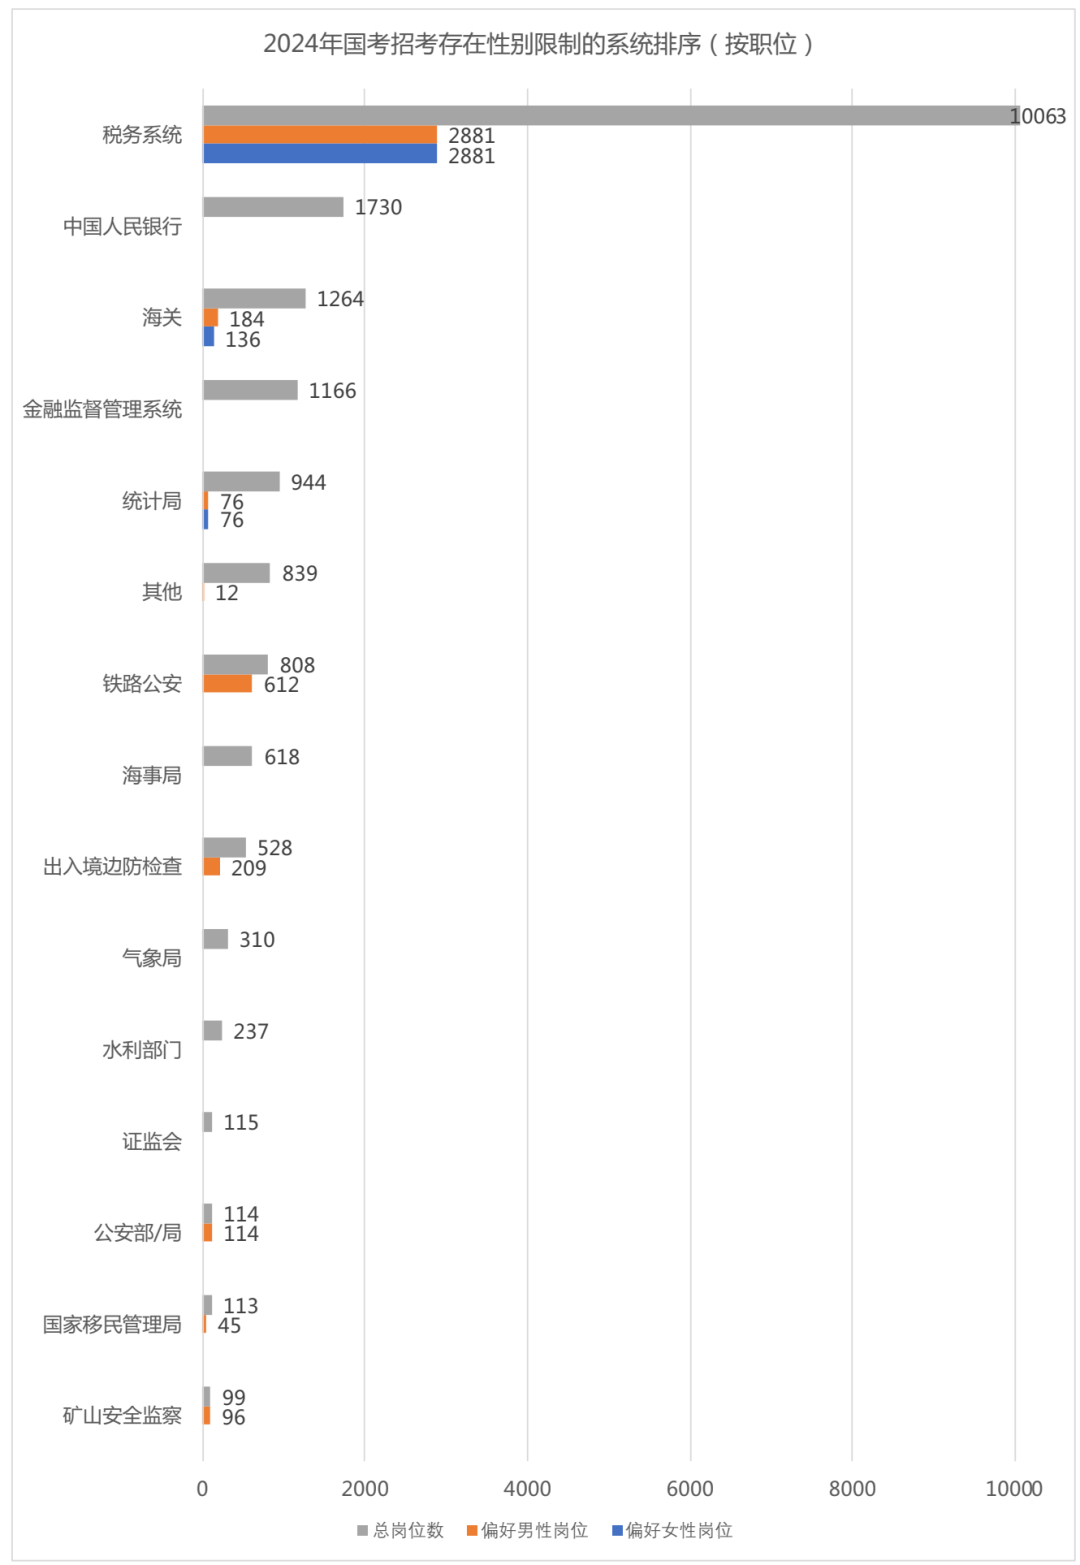 2024年国考招考存在性别限制的系统排序（按职位）
税务系统
10063
2881
2881
中国人民银行
1730
海关
1264
184
136
金融监督管理系统
1166
统计局
944
76
76
其他
839
12
铁路公安
808
612
海事局
618
出入境边防检查
528
209
气象局
310
水利部门
237
证监会
115
公安部/局
114
114
国家移民管理局
113
45
矿山安全监察
99
96
0 2000 4000 6000 8000 10000
总岗位数 偏好男性岗位 偏好女性岗位